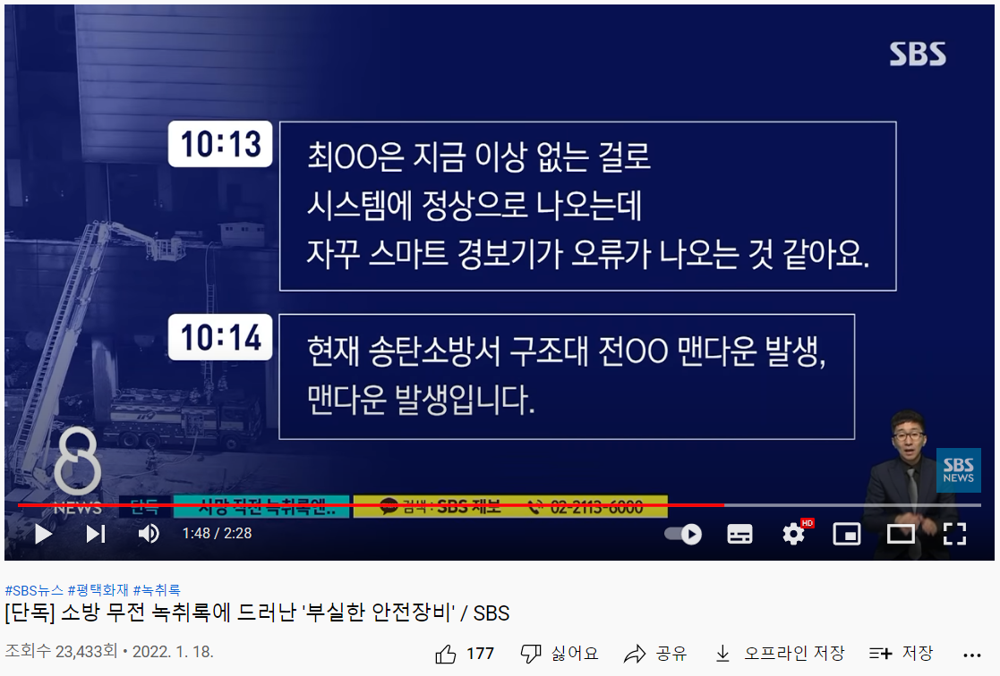 SBS
10:13
최OO은 지금 이상 없는 걸로
시스템에 정상으로 나오는데
자꾸 스마트 경보기가 오류가 나오는 것 같아요.
10:14
현재 송탄소방서 구조대 전OO 맨다운 발생,
맨다운 발생입니다.
8
NEWS
단독 사망 직전 녹취록엔.. 검색 : SBS 제보 02-2113-6000
SBS
NEWS
1:48 / 2:28
HD
#SBS뉴스 #평택화재 #녹취록
[단독] 소방 무전 녹취록에 드러난 '부실한 안전장비' / SBS
조회수 23,433회 • 2022. 1. 18.
177 싫어요 공유 오프라인 저장 저장